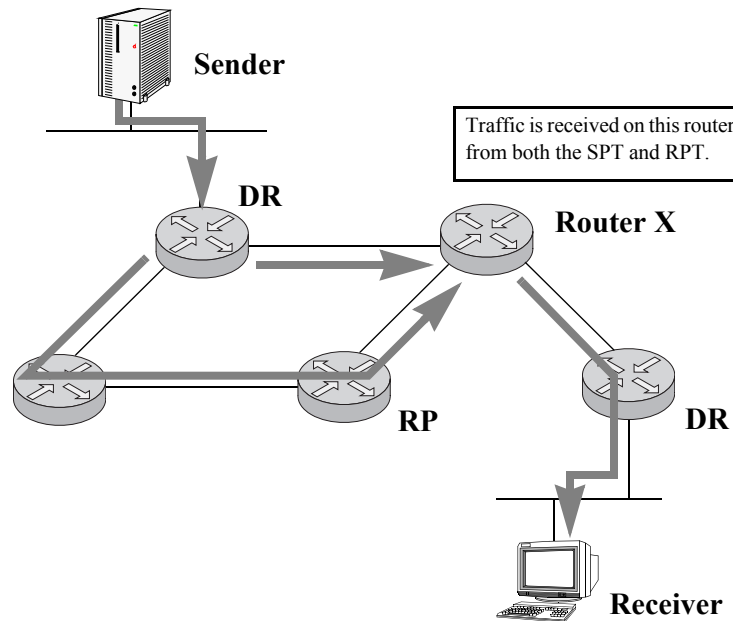 Sender
Traffic is received on this router
from both the SPT and RPT.
DR
Router X
RP
DR
Receiver